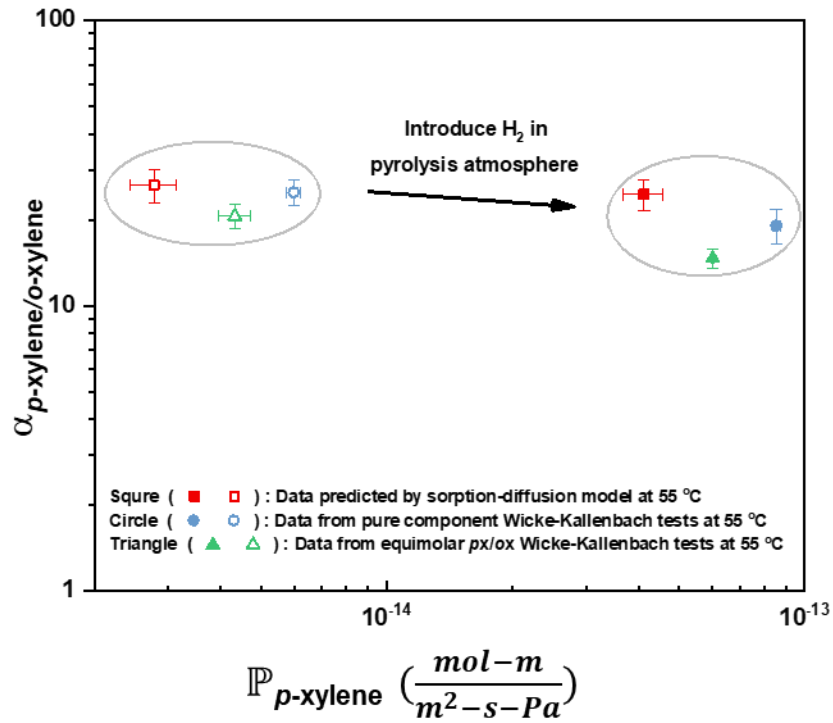 100
10
1
α p-xylene/o-xylene
Introduce H₂ in
pyrolysis atmosphere
Squre ( ■ □ ) : Data predicted by sorption-diffusion model at 55 °C
Circle ( ● ○ ) : Data from pure component Wicke-Kallenbach tests at 55 °C
Triangle ( ▲ △ ) : Data from equimolar px/ox Wicke-Kallenbach tests at 55 °C
10⁻¹⁴ 10⁻¹³
ℙ p-xylene (mol−m / m²−s−Pa)